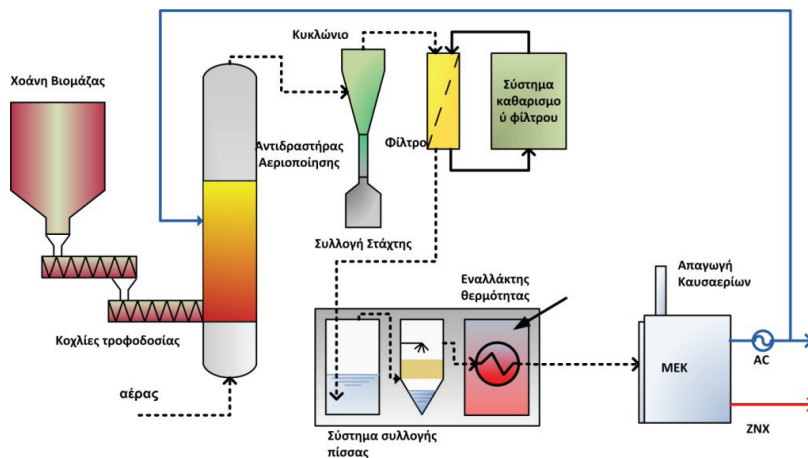 Κυκλώνιο
Χοάνη Βιομάζας
Σύστημα
καθαρισμο
ύ φίλτρου
Αντιδραστήρας
Αεριοποίησης
Φίλτρο
Συλλογή Στάχτης
Εναλλάκτης
θερμότητας
Απαγωγή
Καυσαερίων
Κοχλίες τροφοδοσίας
ΜΕΚ
AC
αέρας
ΖΝΧ
Σύστημα συλλογής
πίσσας